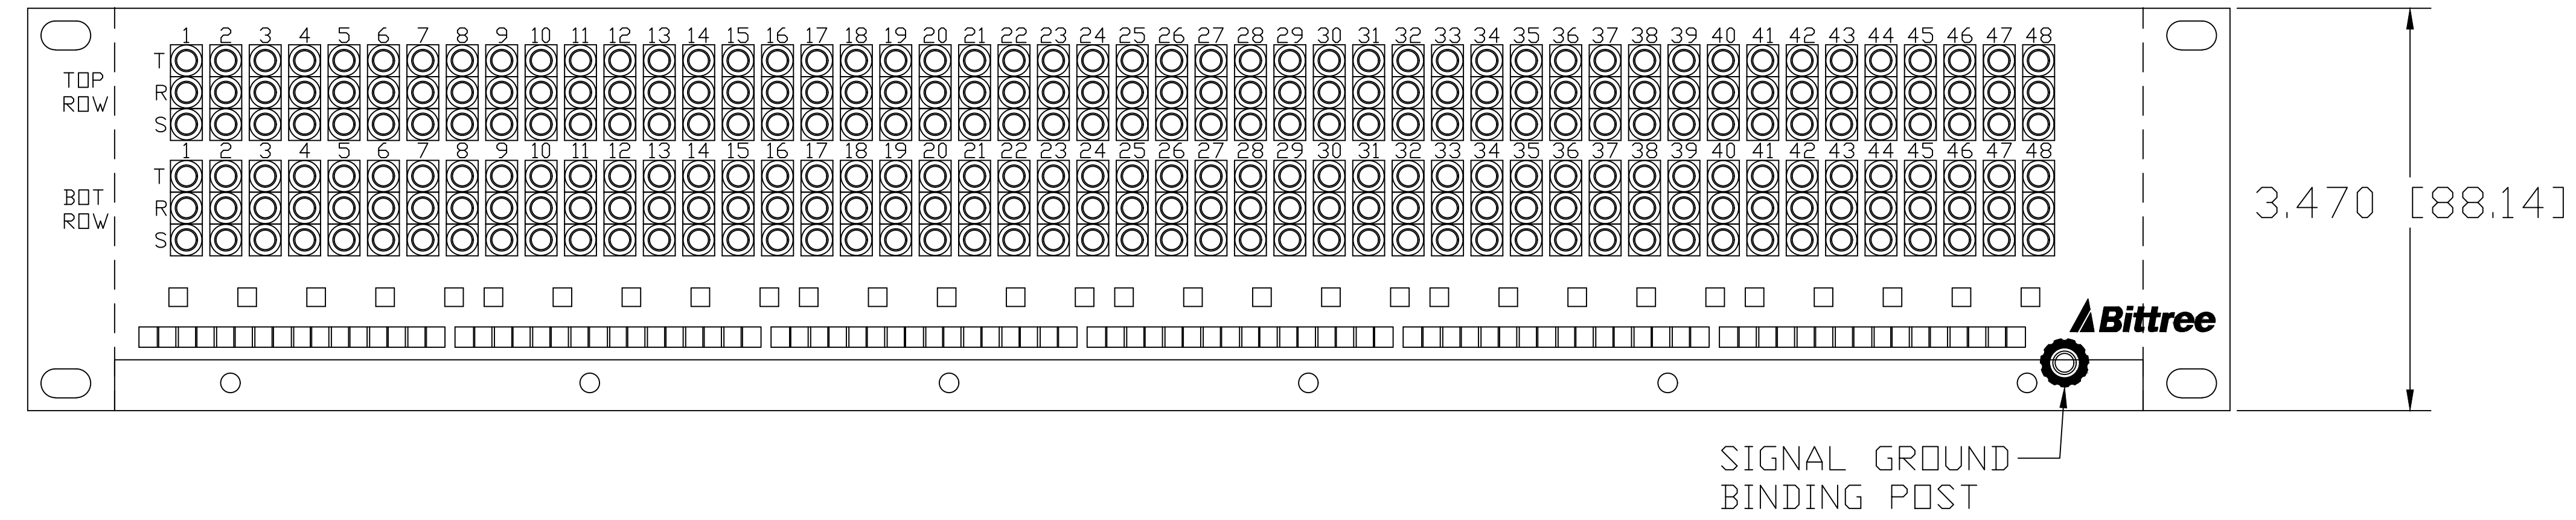 1 2 3 4 5 6 7 8 9 10 11 12 13 14 15 16 17 18 19 20 21 22 23 24 25 26 27 28 29 30 31 32 33 34 35 36 37 38 39 40 41 42 43 44 45 46 47 48
TOP
ROW
T
R
S
1 2 3 4 5 6 7 8 9 10 11 12 13 14 15 16 17 18 19 20 21 22 23 24 25 26 27 28 29 30 31 32 33 34 35 36 37 38 39 40 41 42 43 44 45 46 47 48
BOT
ROW
T
R
S
3.470 [88.14]
Bittree
SIGNAL GROUND
BINDING POST